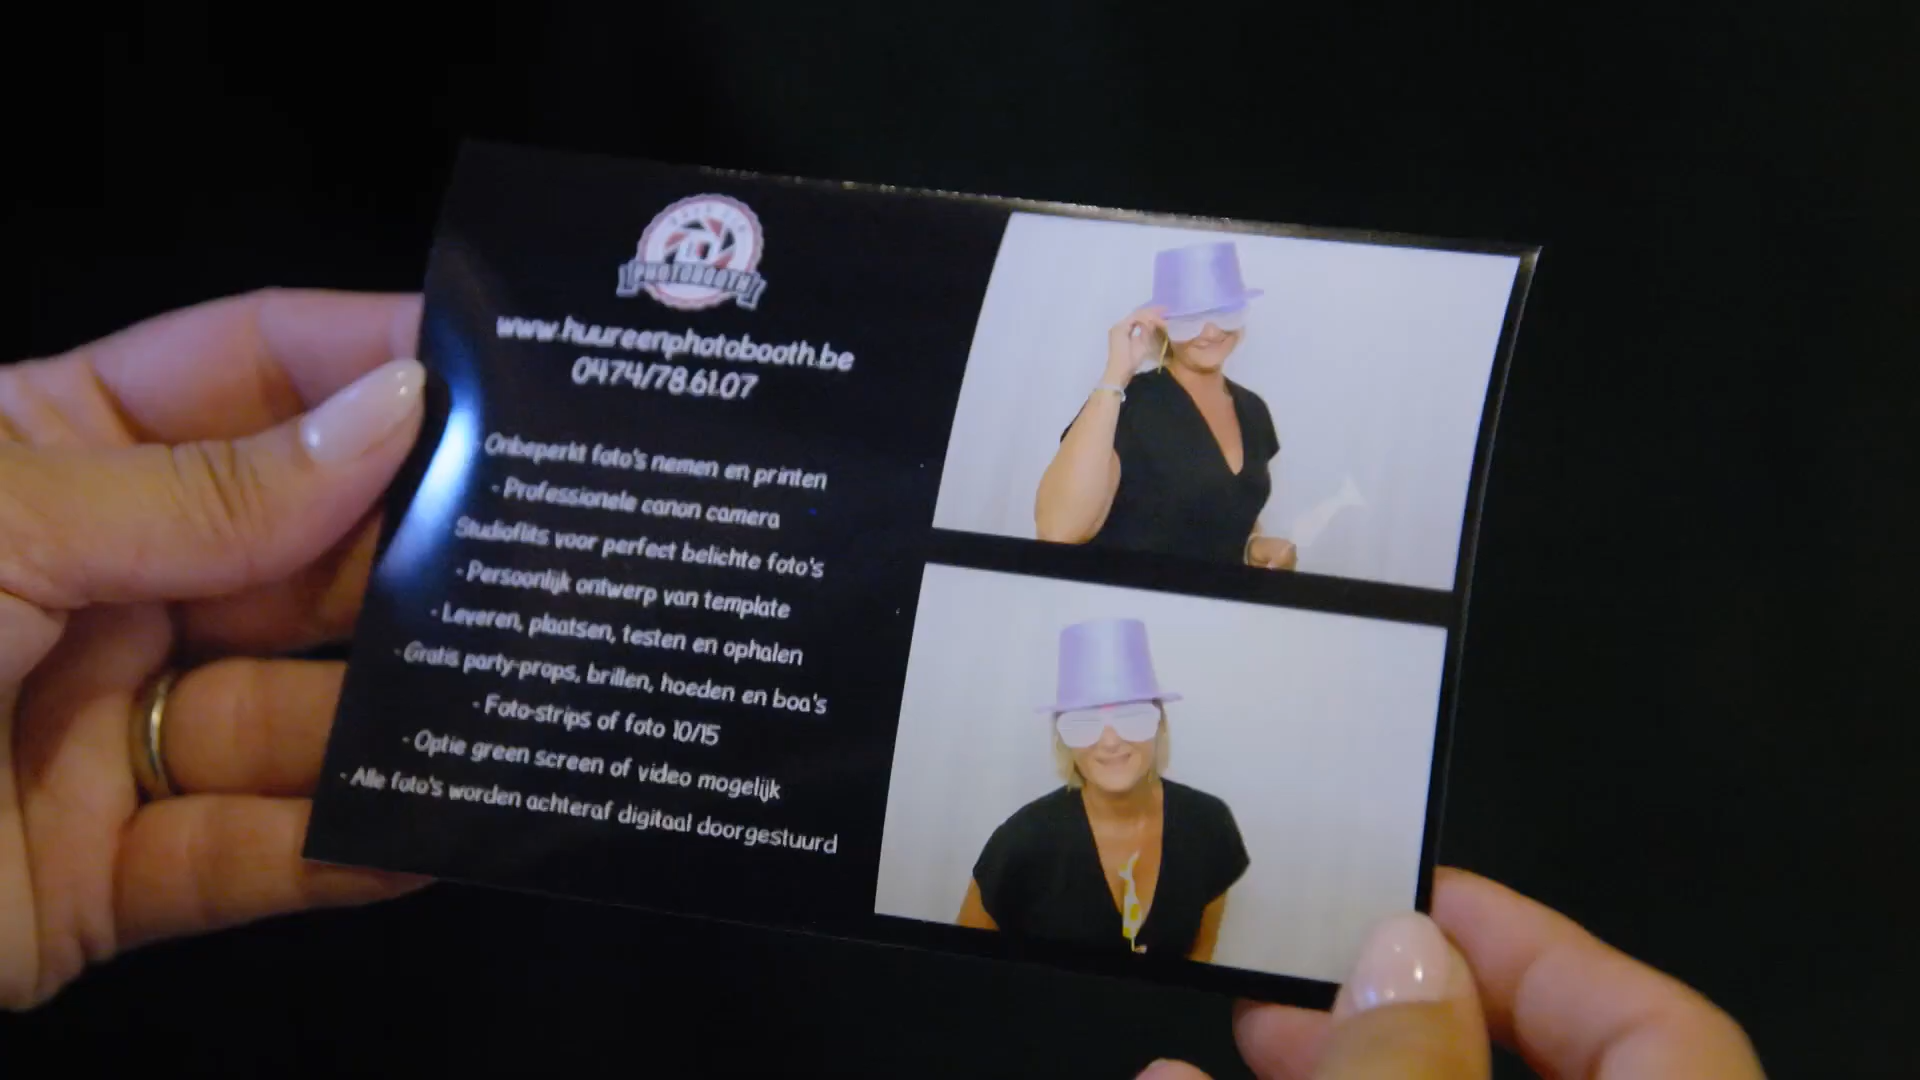 PHOTOBOOTH
www.huureenphotobooth.be
0474/78.61.07
- Onbeperkt foto's nemen en printen
- Professionele canon camera
Studioflits voor perfect belichte foto's
- Persoonlijk ontwerp van template
- Leveren, plaatsen, testen en ophalen
- Gratis party-props, brillen, hoeden en boa's
- Foto-strips of foto 10/15
- Optie green screen of video mogelijk
- Alle foto's worden achteraf digitaal doorgestuurd